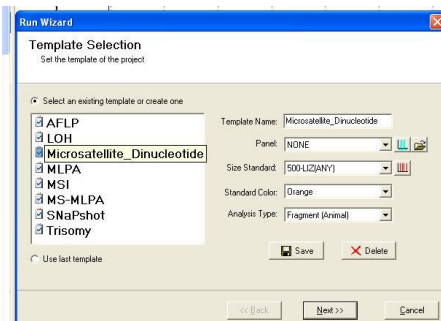 Run Wizard
Template Selection
Set the template of the project
Select an existing template or create one
AFLP
LOH
Microsatellite_Dinucleotide
MLPA
MSI
MS-MLPA
SNaPshot
Trisomy
Use last template
Template Name: Microsatellite_Dinucleotide
Panel: NONE
Size Standard: 500-LIZ(ANY)
Standard Color: Orange
Analysis Type: Fragment (Animal)
Save Delete
<< Back Next >> Cancel